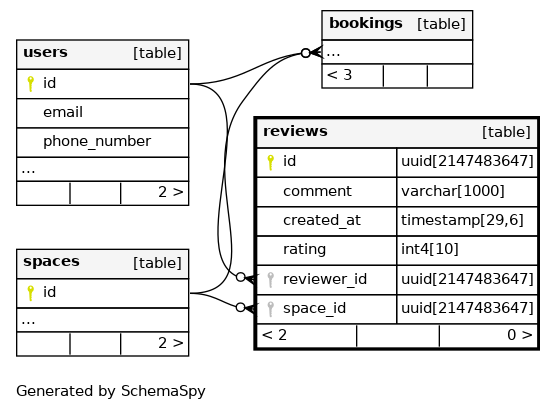 bookings [table]
...
< 3
users [table]
id
email
phone_number
...
2 >
reviews [table]
id uuid[2147483647]
comment varchar[1000]
created_at timestamp[29,6]
rating int4[10]
reviewer_id uuid[2147483647]
space_id uuid[2147483647]
< 2 0 >
spaces [table]
id
...
2 >
Generated by SchemaSpy